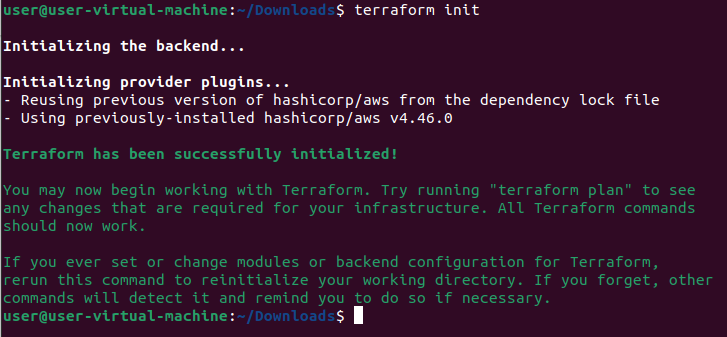 user@user-virtual-machine:~/Downloads$ terraform init
Initializing the backend...
Initializing provider plugins...
- Reusing previous version of hashicorp/aws from the dependency lock file
- Using previously-installed hashicorp/aws v4.46.0
Terraform has been successfully initialized!
You may now begin working with Terraform. Try running "terraform plan" to see
any changes that are required for your infrastructure. All Terraform commands
should now work.
If you ever set or change modules or backend configuration for Terraform,
rerun this command to reinitialize your working directory. If you forget, other
commands will detect it and remind you to do so if necessary.
user@user-virtual-machine:~/Downloads$